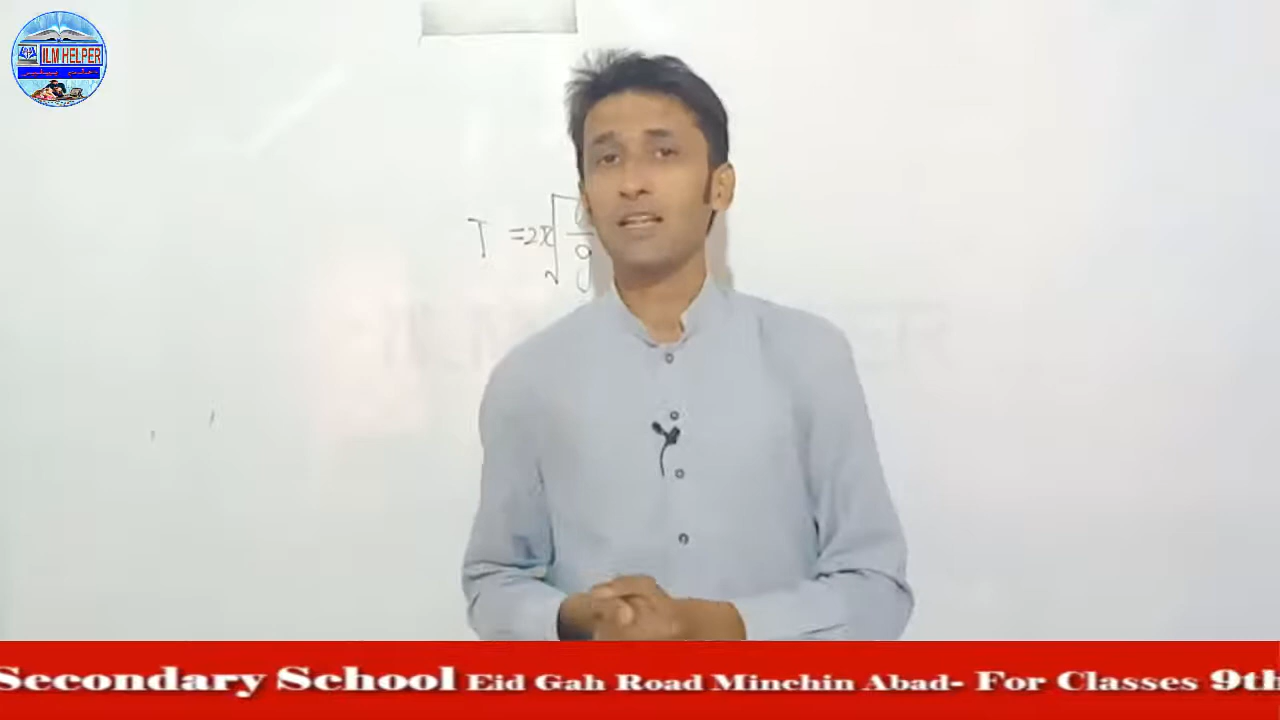 ILM HELPER
T = 2π√l/g
Secondary School Eid Gah Road Minchin Abad- For Classes 9th